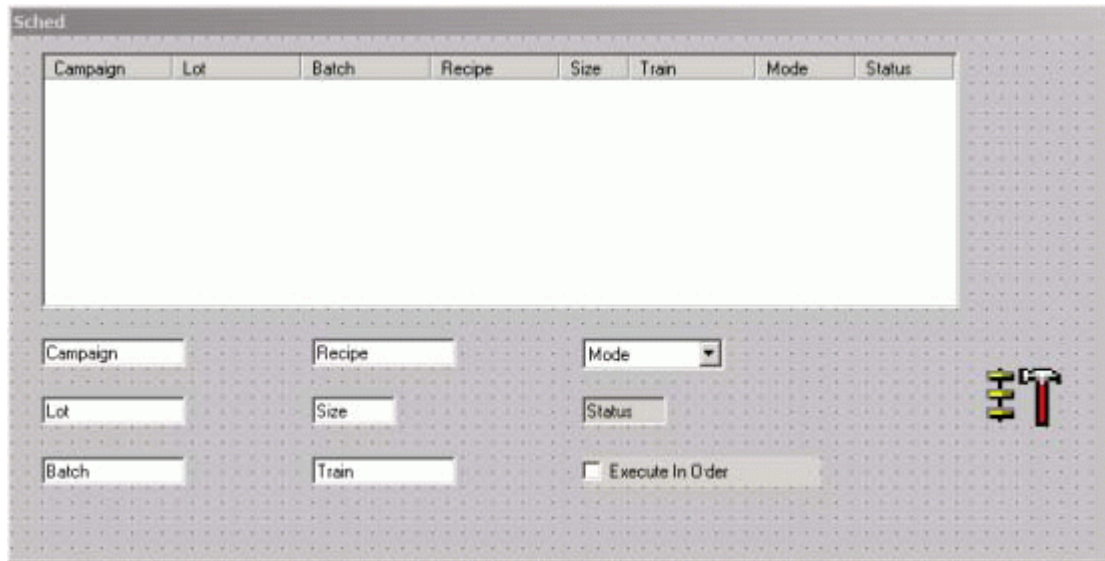 Sched
Campaign Lot Batch Recipe Size Train Mode Status
Campaign Recipe Mode
Lot Size Status
Batch Train Execute In Order